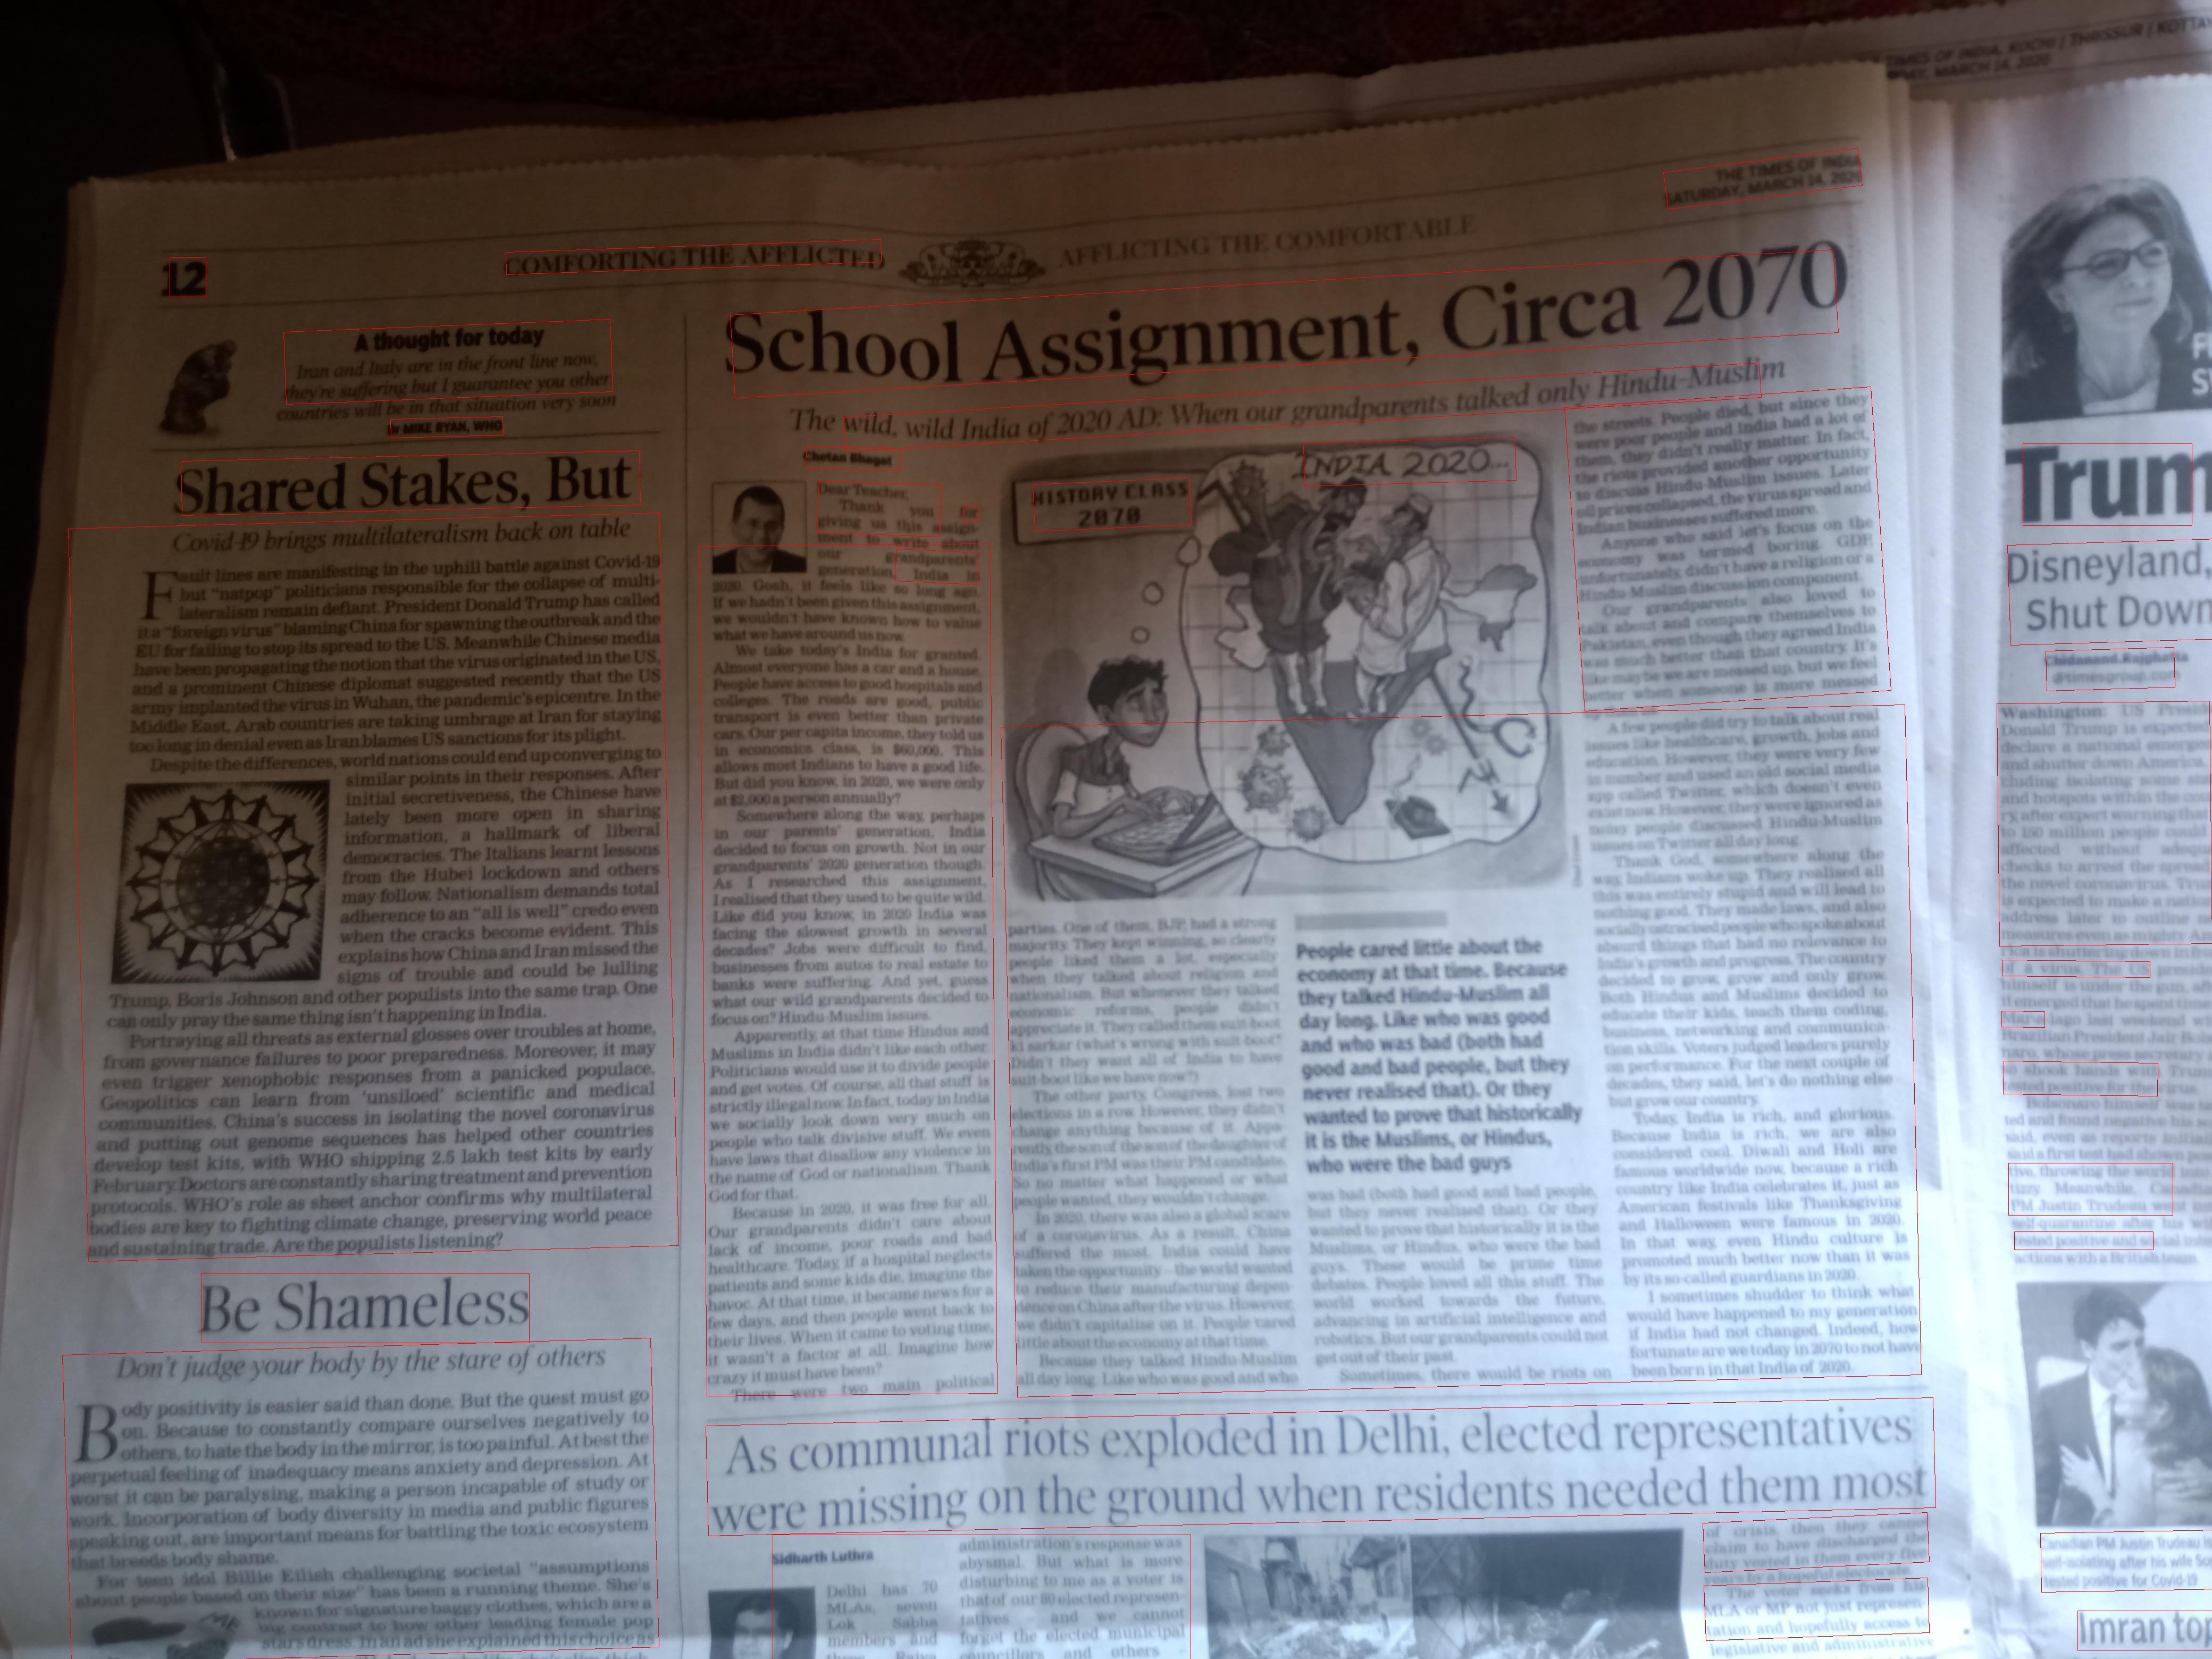 TIMES OF INDIA, KOCHI | THRISSUR | KOTTA
MARCH 14, 2020
THE TIMES OF INDIA
SATURDAY, MARCH 14, 2020
12
COMFORTING THE AFFLICTED
AFFLICTING THE COMFORTABLE
A thought for today
Iran and Italy are in the front line now,
they're suffering but I guarantee you other
countries will be in that situation very soon
Dr MIKE RYAN, WHO
Shared Stakes, But
Covid-19 brings multilateralism back on table
Fault lines are manifesting in the uphill battle against Covid-19
but "natpop" politicians responsible for the collapse of multi-
lateralism remain defiant. President Donald Trump has called
it a "foreign virus" blaming China for spawning the outbreak and the
EU for failing to stop its spread to the US. Meanwhile Chinese media
have been propagating the notion that the virus originated in the US,
and a prominent Chinese diplomat suggested recently that the US
army implanted the virus in Wuhan, the pandemic's epicentre. In the
Middle East, Arab countries are taking umbrage at Iran for staying
too long in denial even as Iran blames US sanctions for its plight.
Despite the differences, world nations could end up converging to
similar points in their responses. After
initial secretiveness, the Chinese have
lately been more open in sharing
information, a hallmark of liberal
democracies. The Italians learnt lessons
from the Hubei lockdown and others
may follow. Nationalism demands total
adherence to an "all is well" credo even
when the cracks become evident. This
explains how China and Iran missed the
signs of trouble and could be lulling
Trump, Boris Johnson and other populists into the same trap. One
can only pray the same thing isn't happening in India.
Portraying all threats as external glosses over troubles at home,
from governance failures to poor preparedness. Moreover, it may
even trigger xenophobic responses from a panicked populace.
Geopolitics can learn from 'unsiloed' scientific and medical
communities. China's success in isolating the novel coronavirus
and putting out genome sequences has helped other countries
develop test kits, with WHO shipping 2.5 lakh test kits by early
February. Doctors are constantly sharing treatment and prevention
protocols. WHO's role as sheet anchor confirms why multilateral
bodies are key to fighting climate change, preserving world peace
and sustaining trade. Are the populists listening?
Be Shameless
Don't judge your body by the stare of others
Body positivity is easier said than done. But the quest must go
on. Because to constantly compare ourselves negatively to
others, to hate the body in the mirror, is too painful. At best the
perpetual feeling of inadequacy means anxiety and depression. At
worst it can be paralysing, making a person incapable of study or
work. Incorporation of body diversity in media and public figures
speaking out, are important means for battling the toxic ecosystem
that breeds body shame.
For teen idol Billie Eilish challenging societal "assumptions
about people based on their size" has been a running theme. She's
known for signature baggy clothes, which are a
big contrast to how other leading female pop
stars dress. In an ad she explained this choice as
ME
School Assignment, Circa 2070
The wild, wild India of 2020 AD: When our grandparents talked only Hindu-Muslim
Chetan Bhagat
Dear Teacher,
Thank you for
giving us this assign-
ment to write about
our grandparents'
generation, India in
2020. Gosh, it feels like so long ago.
If we hadn't been given this assignment,
we wouldn't have known how to value
what we have around us now.
We take today's India for granted.
Almost everyone has a car and a house.
People have access to good hospitals and
colleges. The roads are good, public
transport is even better than private
cars. Our per capita income, they told us
in economics class, is $60,000. This
allows most Indians to have a good life.
But did you know, in 2020, we were only
at $2,000 a person annually?
Somewhere along the way, perhaps
in our parents' generation, India
decided to focus on growth. Not in our
grandparents' 2020 generation though.
As I researched this assignment,
I realised that they used to be quite wild.
Like did you know, in 2020 India was
facing the slowest growth in several
decades? Jobs were difficult to find,
businesses from autos to real estate to
banks were suffering. And yet, guess
what our wild grandparents decided to
focus on? Hindu-Muslim issues.
Apparently, at that time Hindus and
Muslims in India didn't like each other.
Politicians would use it to divide people
and get votes. Of course, all that stuff is
strictly illegal now. In fact, today in India
we socially look down very much on
people who talk divisive stuff. We even
have laws that disallow any violence in
the name of God or nationalism. Thank
God for that.
Because in 2020, it was free for all.
Our grandparents didn't care about
lack of income, poor roads and bad
healthcare. Today, if a hospital neglects
patients and some kids die, imagine the
havoc. At that time, it became news for a
few days, and then people went back to
their lives. When it came to voting time,
it wasn't a factor at all. Imagine how
crazy it must have been?
There were two main political
HISTORY CLASS
2070
INDIA 2020...
parties. One of them, BJP, had a strong
majority. They kept winning, so clearly
people liked them a lot, especially
when they talked about religion and
nationalism. But whenever they talked
economic reforms, people didn't
appreciate it. They called them suit-boot
ki sarkar (what's wrong with suit-boot?
Didn't they want all of India to have
suit-boot like we have now?)
The other party, Congress, lost two
elections in a row. However, they didn't
change anything because of it. Appa-
rently, the son of the son of the daughter of
India's first PM was their PM candidate.
So no matter what happened or what
people wanted, they wouldn't change.
In 2020, there was also a global scare
of a coronavirus. As a result, China
suffered the most. India could have
taken the opportunity – the world wanted
to reduce their manufacturing depen-
dence on China after the virus. However,
we didn't capitalise on it. People cared
little about the economy at that time.
Because they talked Hindu-Muslim
all day long. Like who was good and who
People cared little about the
economy at that time. Because
they talked Hindu-Muslim all
day long. Like who was good
and who was bad (both had
good and bad people, but they
never realised that). Or they
wanted to prove that historically
it is the Muslims, or Hindus,
who were the bad guys
was bad (both had good and bad people,
but they never realised that). Or they
wanted to prove that historically it is the
Muslims, or Hindus, who were the bad
guys. These would be prime time
debates. People loved all this stuff. The
world worked towards the future,
advancing in artificial intelligence and
robotics. But our grandparents could not
get out of their past.
Sometimes, there would be riots on
the streets. People died, but since they
were poor people and India had a lot of
them, they didn't really matter. In fact,
the riots provided another opportunity
to discuss Hindu-Muslim issues. Later
oil prices collapsed, the virus spread and
Indian businesses suffered more.
Anyone who said let's focus on the
economy was termed boring. GDP,
unfortunately, didn't have a religion or a
Hindu-Muslim discussion component.
Our grandparents also loved to
talk about and compare themselves to
Pakistan, even though they agreed India
was much better than that country. It's
like maybe we are messed up, but we feel
better when someone is more messed
up than us.
A few people did try to talk about real
issues like healthcare, growth, jobs and
education. However, they were very few
in number and used an old social media
app called Twitter, which doesn't even
exist now. However, they were ignored as
many people discussed Hindu-Muslim
issues on Twitter all day long.
Thank God, somewhere along the
way, Indians woke up. They realised all
this was entirely stupid and will lead to
nothing good. They made laws, and also
socially ostracised people who spoke about
absurd things that had no relevance to
India's growth and progress. The country
decided to grow, grow and only grow.
Both Hindus and Muslims decided to
educate their kids, teach them coding,
business, networking and communica-
tion skills. Voters judged leaders purely
on performance. For the next couple of
decades, they said, let's do nothing else
but grow our country.
Today, India is rich, and glorious.
Because India is rich, we are also
considered cool. Diwali and Holi are
famous worldwide now, because a rich
country like India celebrates it, just as
American festivals like Thanksgiving
and Halloween were famous in 2020.
In that way, even Hindu culture is
promoted much better now than it was
by its so-called guardians in 2020.
I sometimes shudder to think what
would have happened to my generation
if India had not changed. Indeed, how
fortunate are we today in 2070 to not have
been born in that India of 2020.
As communal riots exploded in Delhi, elected representatives
were missing on the ground when residents needed them most
Sidharth Luthra
Delhi has 70
MLAs, seven
Lok Sabha
members and
three Rajya
administration's response was
abysmal. But what is more
disturbing to me as a voter is
that of our 80 elected represen-
tatives – and we cannot
forget the elected municipal
councillors and others –
of crisis, then they cannot
claim to have discharged the
duty vested in them every five
years by a hopeful electorate.
The voter seeks from his
MLA or MP not just represen-
tation and hopefully access to
legislative and administrative
Trum
Disneyland,
Shut Down
Chidanand.Rajghatta
@timesgroup.com
Washington: US Presid
Donald Trump is expected
declare a national emergen
and shutter down America,
cluding isolating some
and hotspots within the
ry, after expert warning that
to 150 million people could
affected without adequ
checks to arrest the spread
the novel coronavirus. Trum
is expected to make a nation
address later to outline
measures even as mighty Am
rica is shutting down in
of a virus. The US presid
himself is under the gun, aft
it emerged that he spent time
Mar-a-lago last weekend
Brazilian President Jair Bols
naro, whose press secretary
so shook hands with Trump
tested positive for the virus.
Bolsonaro himself was
ted and found negative
said, even as reports initial
said a first test had shown pos
tive, throwing the world
tizzy. Meanwhile, Canadi
PM Justin Trudeau went
self-quarantine after his
tested positive and social inte
actions with a British team.
Canadian PM Justin Trudeau is
self-isolating after his wife So
tested positive for Covid-19
Imran top